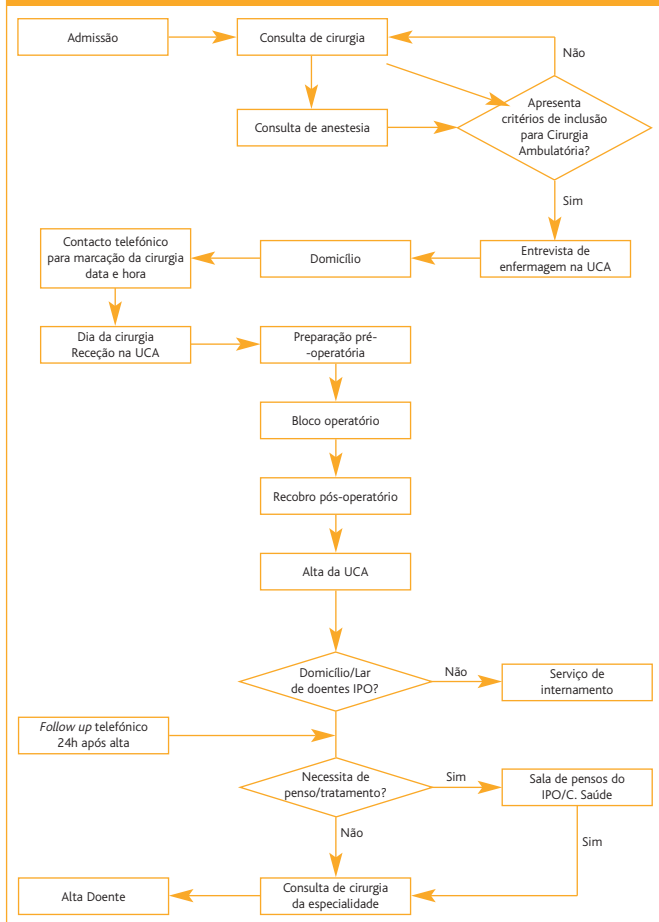 Admissão
Consulta de cirurgia
Não
Apresenta
critérios de inclusão
para Cirurgia
Ambulatória?
Consulta de anestesia
Sim
Contacto telefónico
para marcação da cirurgia
data e hora
Domicílio
Entrevista de
enfermagem na UCA
Dia da cirurgia
Receção na UCA
Preparação pré-
-operatória
Bloco operatório
Recobro pós-operatório
Alta da UCA
Domicílio/Lar
de doentes IPO?
Não
Serviço de
internamento
Follow up telefónico
24h após alta
Necessita de
penso/tratamento?
Sim
Sala de pensos do
IPO/C. Saúde
Não
Sim
Alta Doente
Consulta de cirurgia
da especialidade